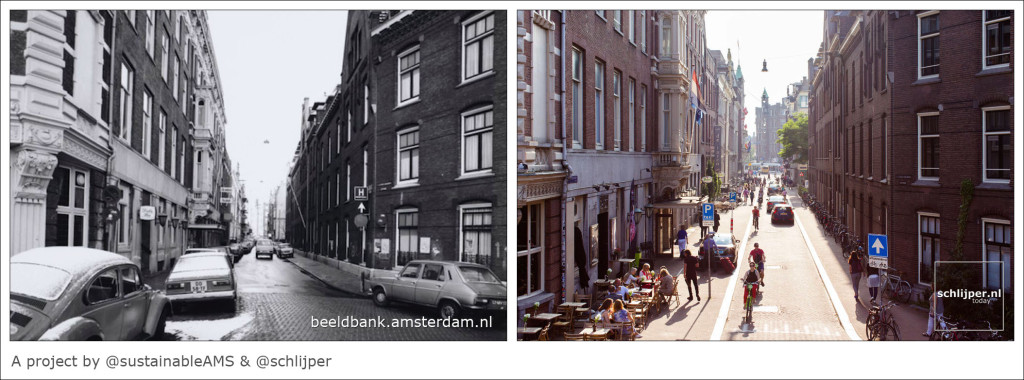 H
beeldbank.amsterdam.nl
P
schlijper.nl
today
A project by @sustainableAMS & @schlijper